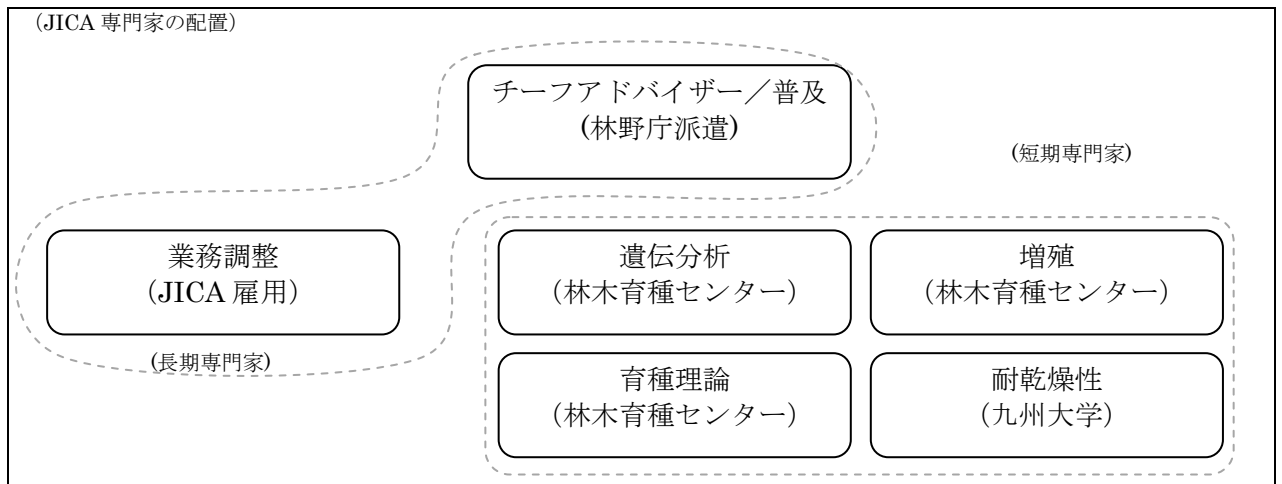 （JICA 専門家の配置）
チーフアドバイザー／普及
(林野庁派遣)
(短期専門家)
業務調整
（JICA 雇用）
(長期専門家)
遺伝分析
（林木育種センター）
増殖
（林木育種センター）
育種理論
（林木育種センター）
耐乾燥性
（九州大学）